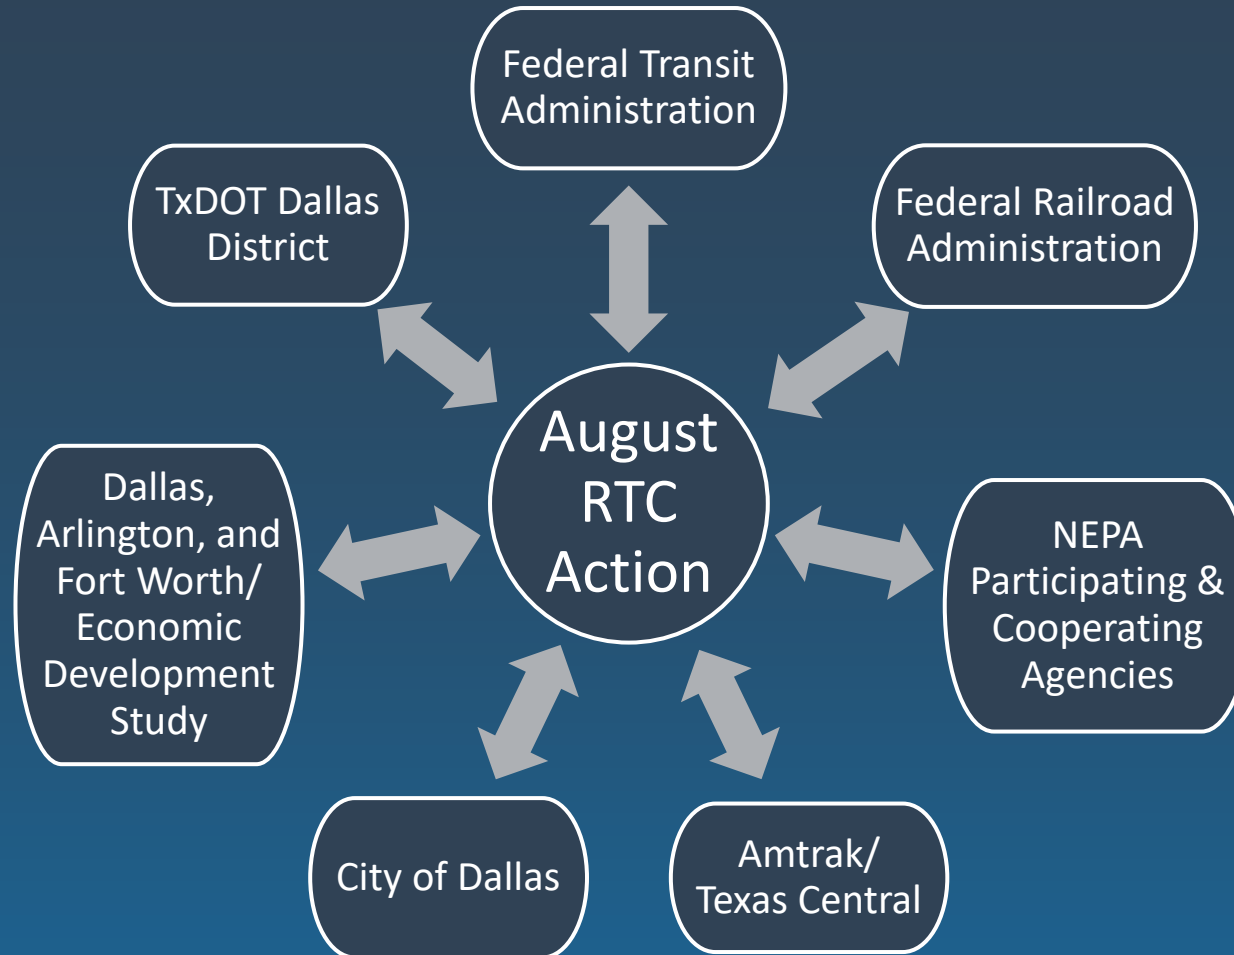 Federal Transit
Administration
TxDOT Dallas
District
Federal Railroad
Administration
August
RTC
Action
Dallas,
Arlington, and
Fort Worth/
Economic
Development
Study
NEPA
Participating &
Cooperating
Agencies
City of Dallas
Amtrak/
Texas Central